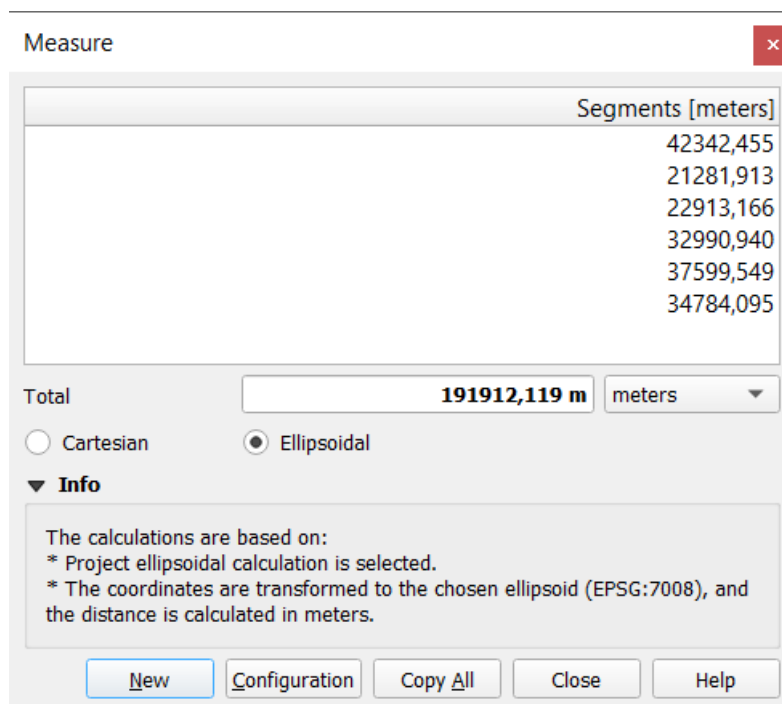 Measure
Segments [meters]
42342,455
21281,913
22913,166
32990,940
37599,549
34784,095
Total 191912,119 m meters
Cartesian Ellipsoidal
Info
The calculations are based on:
* Project ellipsoidal calculation is selected.
* The coordinates are transformed to the chosen ellipsoid (EPSG:7008), and
the distance is calculated in meters.
New Configuration Copy All Close Help